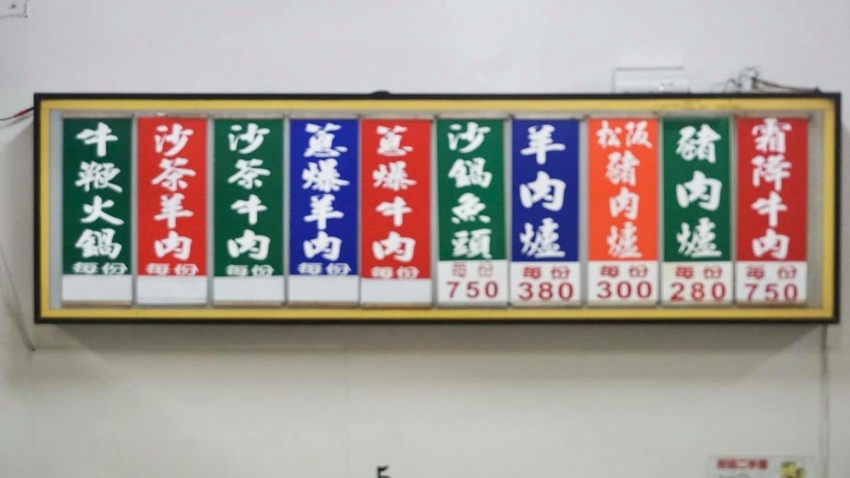 霜降牛肉
每份
750
豬肉爐
每份
280
松阪豬肉爐
每份
300
羊肉爐
每份
380
沙鍋魚頭
每份
750
蔥爆牛肉
每份
蔥爆羊肉
每份
沙茶牛肉
每份
沙茶羊肉
每份
牛鞭火鍋
每份